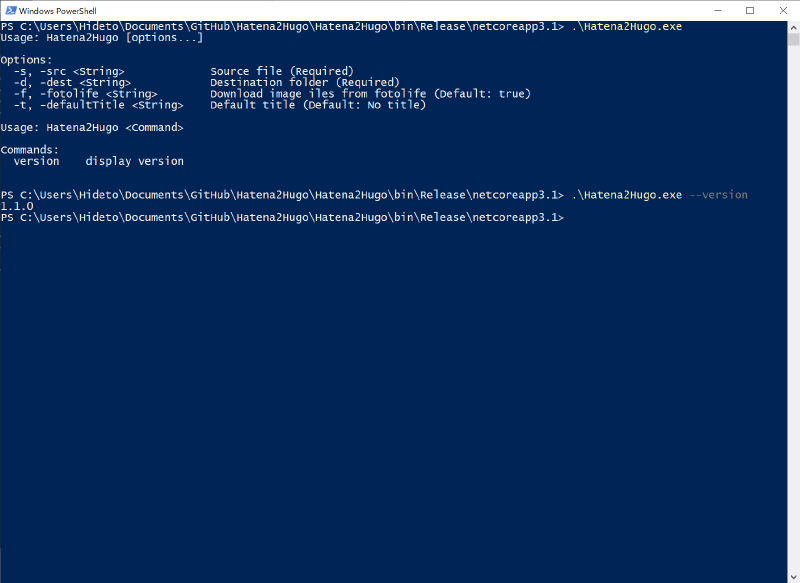 Windows PowerShell
PS C:\Users\Hideto\Documents\GitHub\Hatena2Hugo\Hatena2Hugo\bin\Release\netcoreapp3.1> .\Hatena2Hugo.exe
Usage: Hatena2Hugo [options...]
Options:
-s, -src <String> Source file (Required)
-d, -dest <String> Destination folder (Required)
-f, -fotolife <String> Download image iles from fotolife (Default: true)
-t, -defaultTitle <String> Default title (Default: No title)
Usage: Hatena2Hugo <Command>
Commands:
version display version
PS C:\Users\Hideto\Documents\GitHub\Hatena2Hugo\Hatena2Hugo\bin\Release\netcoreapp3.1> .\Hatena2Hugo.exe --version
1.1.0
PS C:\Users\Hideto\Documents\GitHub\Hatena2Hugo\Hatena2Hugo\bin\Release\netcoreapp3.1>